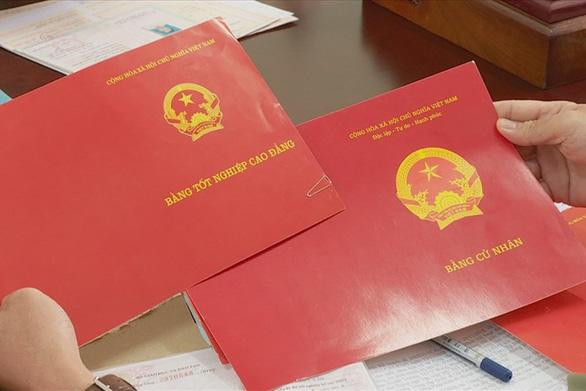 CỘNG HÒA XÃ HỘI CHỦ NGHĨA VIỆT NAM
BẰNG TỐT NGHIỆP CAO ĐẲNG
CỘNG HÒA XÃ HỘI CHỦ NGHĨA VIỆT NAM
Độc lập - Tự do - Hạnh phúc
BẰNG CỬ NHÂN